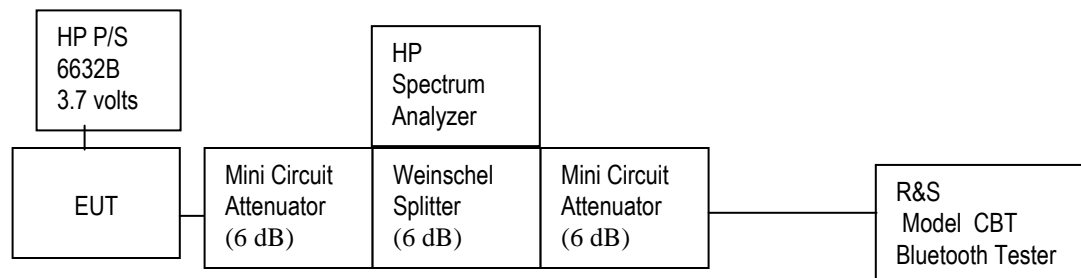 HP P/S
6632B
3.7 volts
HP
Spectrum
Analyzer
EUT
Mini Circuit
Attenuator
(6 dB)
Weinschel
Splitter
(6 dB)
Mini Circuit
Attenuator
(6 dB)
R&S
Model CBT
Bluetooth Tester